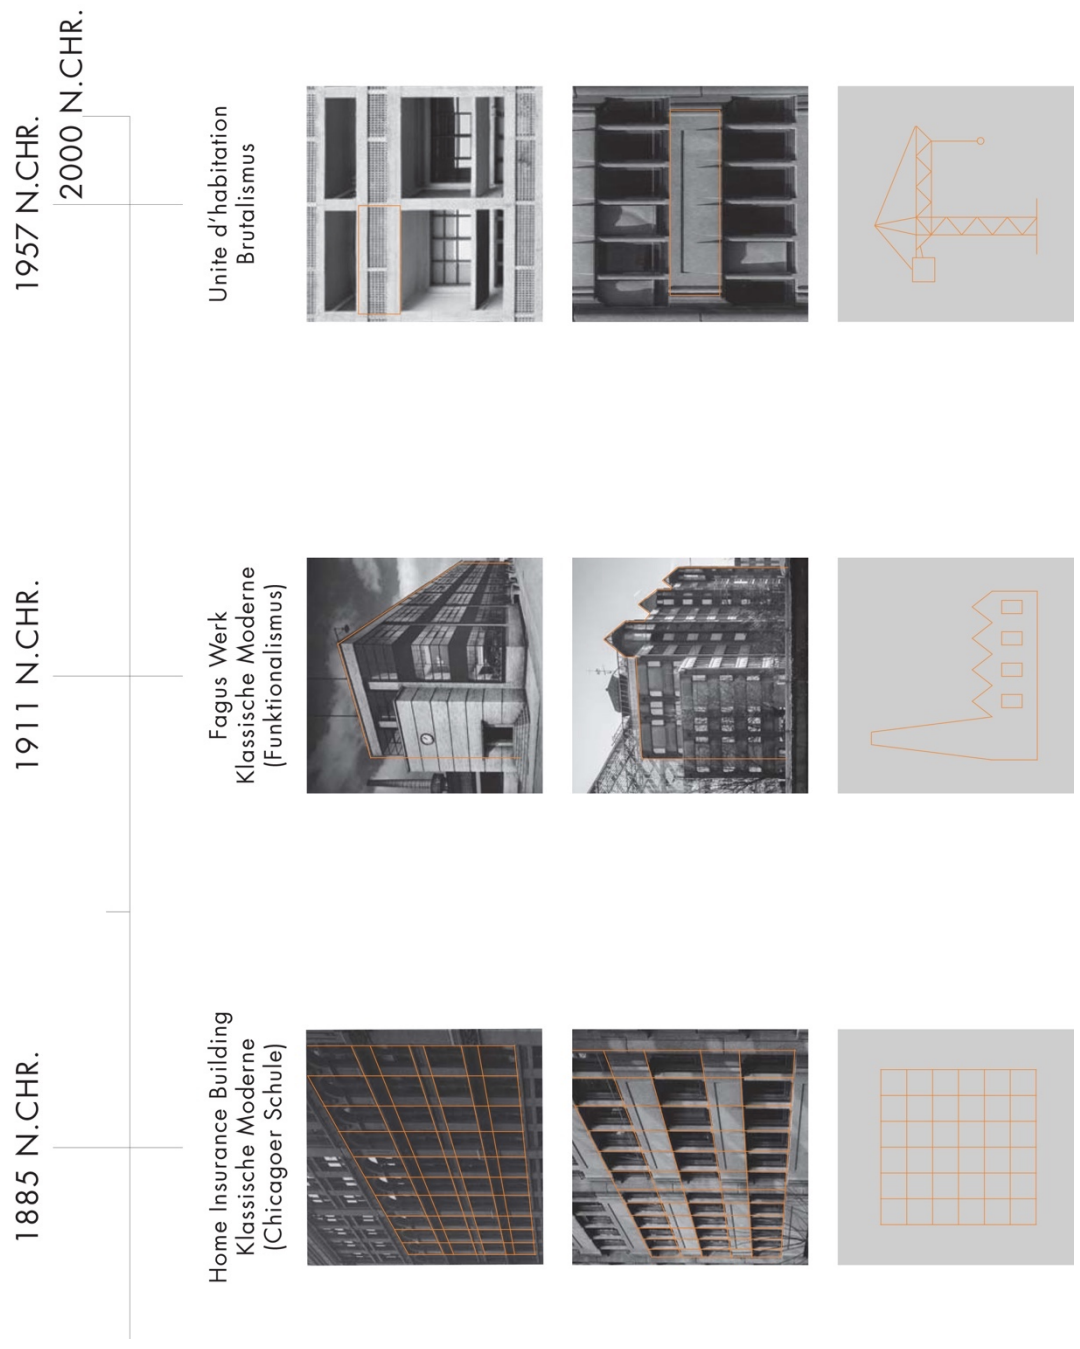 1885 N.CHR.
1911 N.CHR.
1957 N.CHR.
2000 N.CHR.
Home Insurance Building
Klassische Moderne
(Chicagoer Schule)
Fagus Werk
Klassische Moderne
(Funktionalismus)
Unite d'habitation
Brutalismus